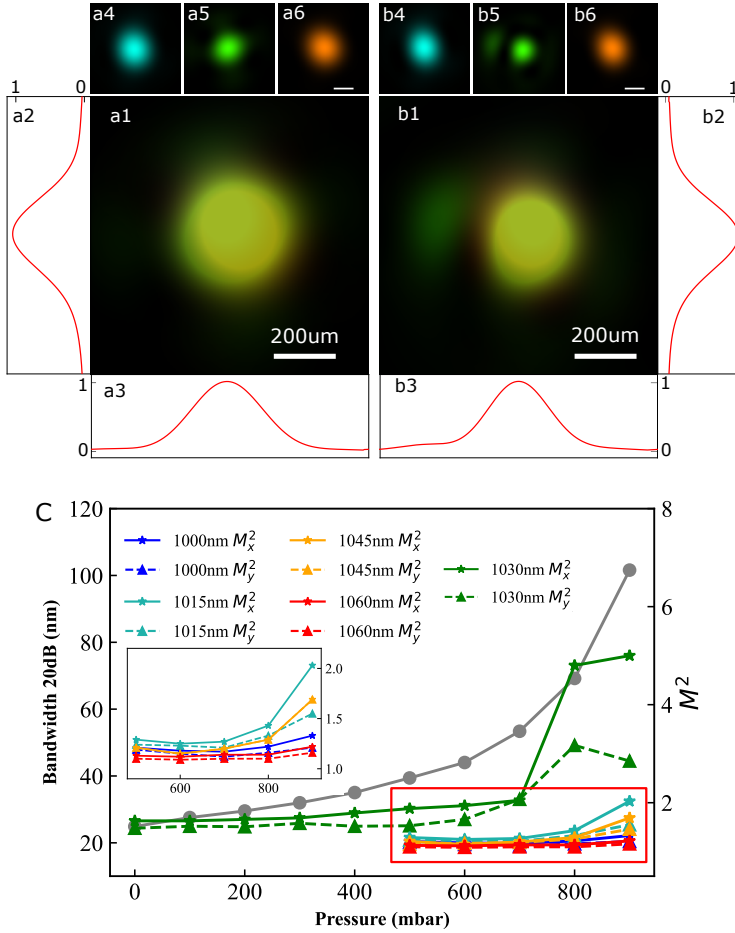 a4 a5 a6 b4 b5 b6
1 0 0 1
a2 a1 b1 b2
200um 200um
1 a3 b3 1
0 0
C
120 8
1000nm M_x^2 1045nm M_x^2
1000nm M_y^2 1045nm M_y^2 1030nm M_x^2
1015nm M_x^2 1060nm M_x^2 1030nm M_y^2
1015nm M_y^2 1060nm M_y^2
100
80
60
40
20
6
4
2
Bandwidth 20dB (nm)
M^2
2.0
1.5
1.0
600 800
0 200 400 600 800
Pressure (mbar)